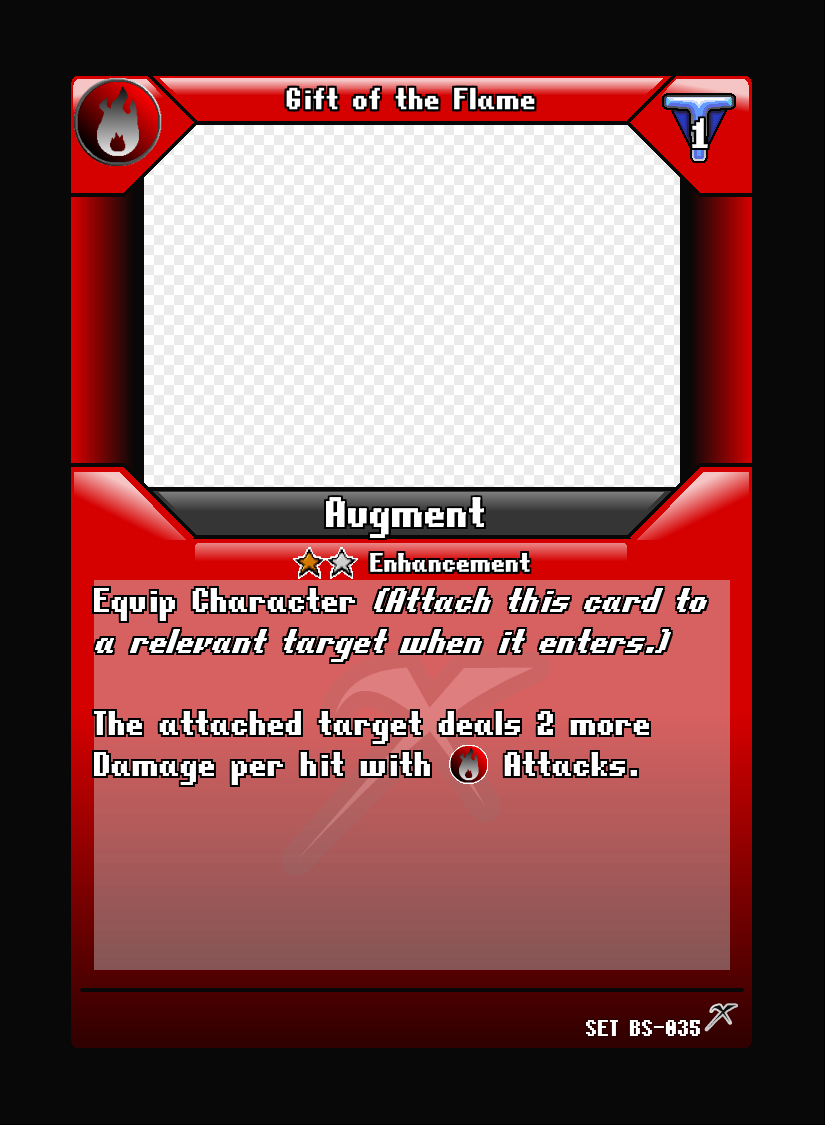 Gift of the Flame
1
Augment
Enhancement
Equip Character (Attach this card to
a relevant target when it enters.)
The attached target deals 2 more
Damage per hit with Attacks.
SET BS-035